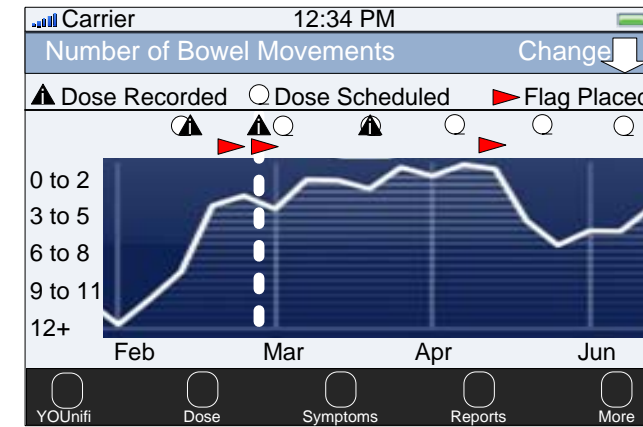 Carrier 12:34 PM
Number of Bowel Movements Change
Dose Recorded Dose Scheduled Flag Placed
0 to 2
3 to 5
6 to 8
9 to 11
12+
Feb Mar Apr Jun
YOUnifi Dose Symptoms Reports More